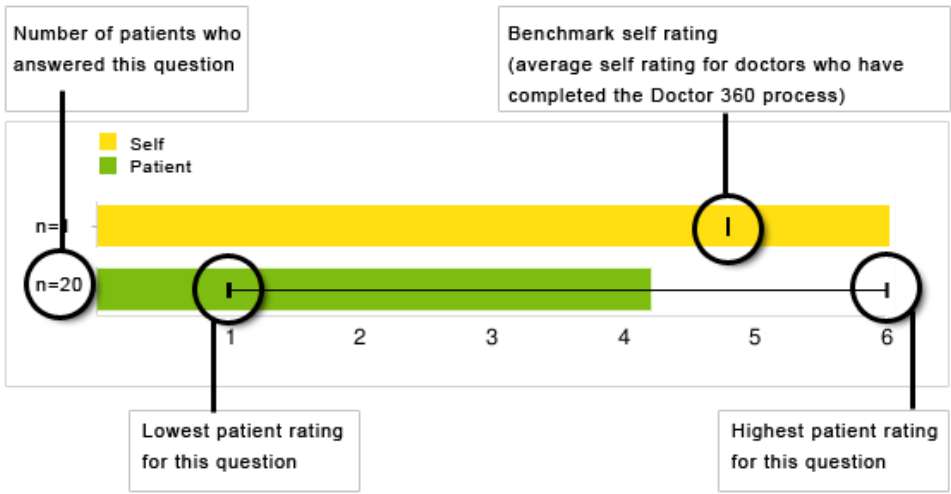 Number of patients who
answered this question
Benchmark self rating
(average self rating for doctors who have
completed the Doctor 360 process)
Self
Patient
n=1
n=20
1 2 3 4 5 6
Lowest patient rating
for this question
Highest patient rating
for this question